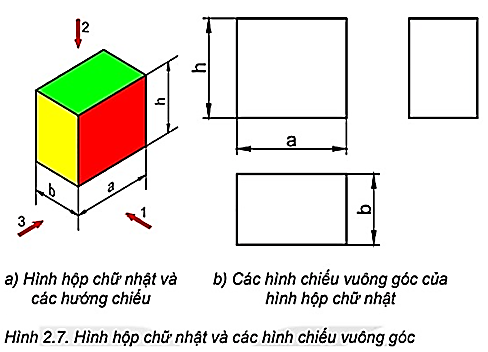 2
h
b
a
3
1
h
a
b
a) Hình hộp chữ nhật và
các hướng chiếu
b) Các hình chiếu vuông góc của
hình hộp chữ nhật
Hình 2.7. Hình hộp chữ nhật và các hình chiếu vuông góc